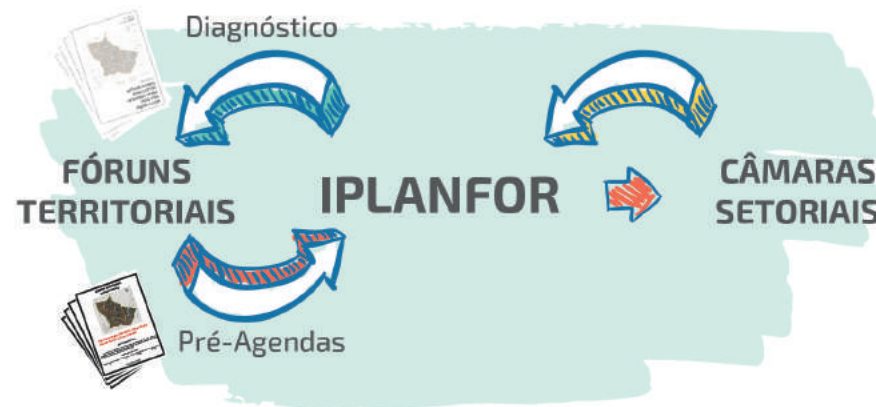 Diagnóstico
FÓRUNS
TERRITORIAIS
IPLANFOR
CÂMARAS
SETORIAIS
Pré-Agendas